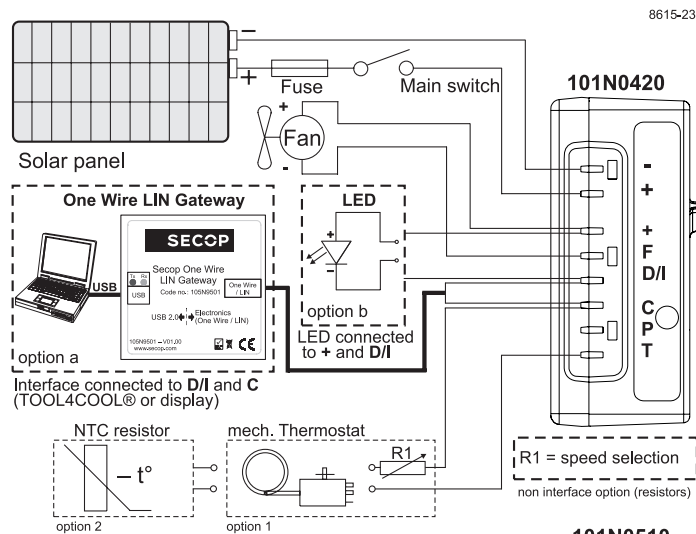 8615-23
−
+
Fuse
Main switch
101N0420
+
Fan
-
Solar panel
One Wire LIN Gateway
SECOP
Tx Rx
USB
USB
Secop One Wire
LIN Gateway
Code no.: 105N9501
One Wire
/ LIN
USB 2.0
Electronics
(One Wire / LIN)
105N9501 – V01.00
www.secop.com
CE
option a
Interface connected to D/I and C
(TOOL4COOL® or display)
LED
+
-
option b
LED connected
to + and D/I
-
+
+
F
D/I
C
P
T
NTC resistor
– t°
option 2
mech. Thermostat
R1
option 1
R1 = speed selection
non interface option (resistors)
101N0510